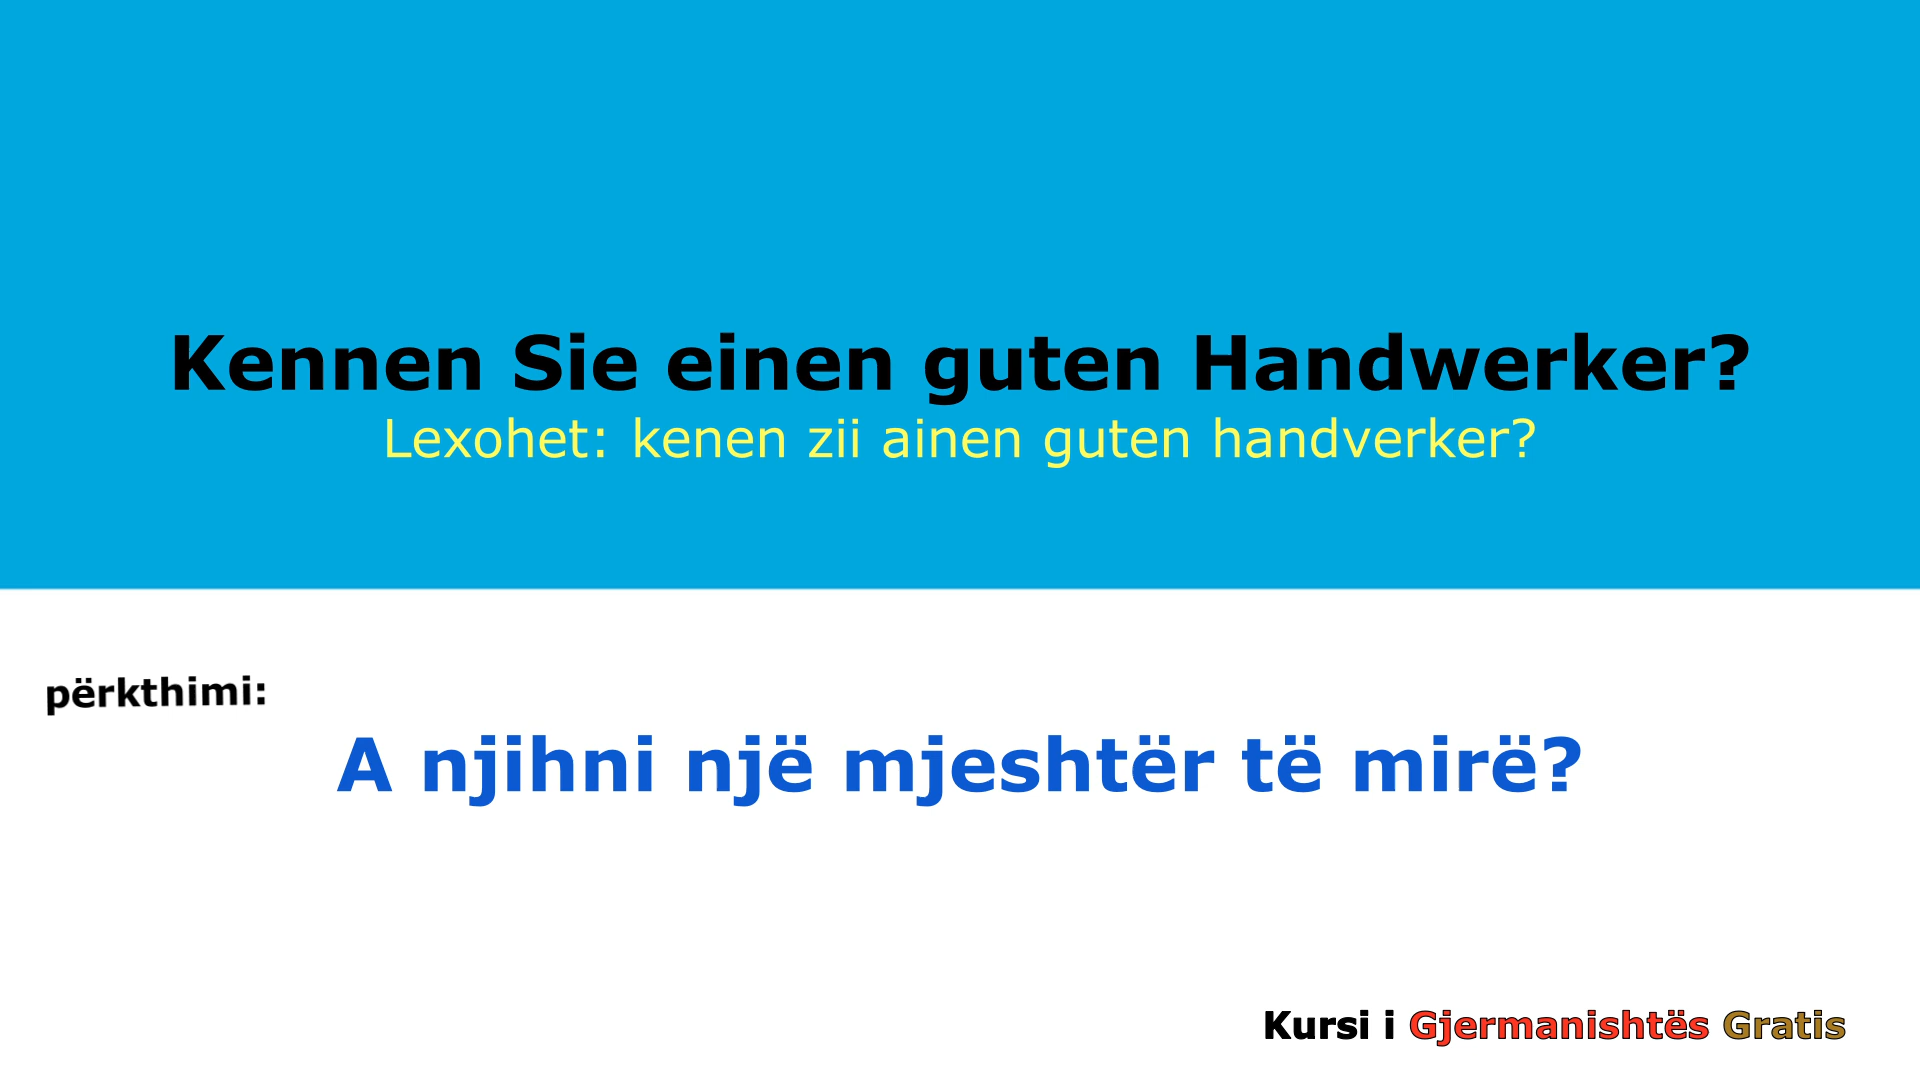 Kennen Sie einen guten Handwerker?
Lexohet: kenen zii ainen guten handverker?
përkthimi:
A njihni një mjeshtër të mirë?
Kursi i Gjermanishtës Gratis